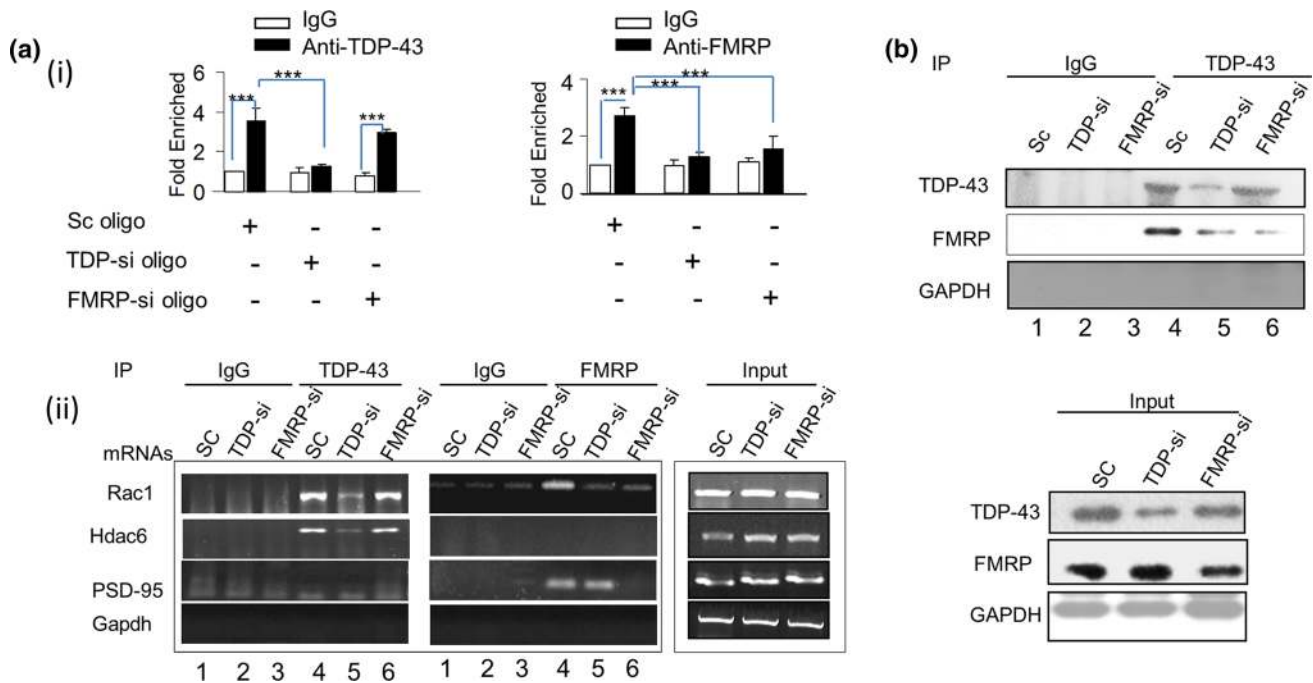 (a)
(i)
IgG
Anti-TDP-43
Fold Enriched
6
4
2
0
***
***
***
IgG
Anti-FMRP
Fold Enriched
4
2
0
***
***
***
Sc oligo + - - + - -
TDP-si oligo - + - - + -
FMRP-si oligo - - + - - +
(ii)
IP IgG TDP-43 IgG FMRP Input
mRNAs SC TDP-si FMRP-si SC TDP-si FMRP-si SC TDP-si FMRP-si SC TDP-si FMRP-si SC TDP-si FMRP-si
Rac1
Hdac6
PSD-95
Gapdh
1 2 3 4 5 6 1 2 3 4 5 6
(b)
IP IgG TDP-43
Sc TDP-si FMRP-si Sc TDP-si FMRP-si
TDP-43
FMRP
GAPDH
1 2 3 4 5 6
Input
SC TDP-si FMRP-si
TDP-43
FMRP
GAPDH